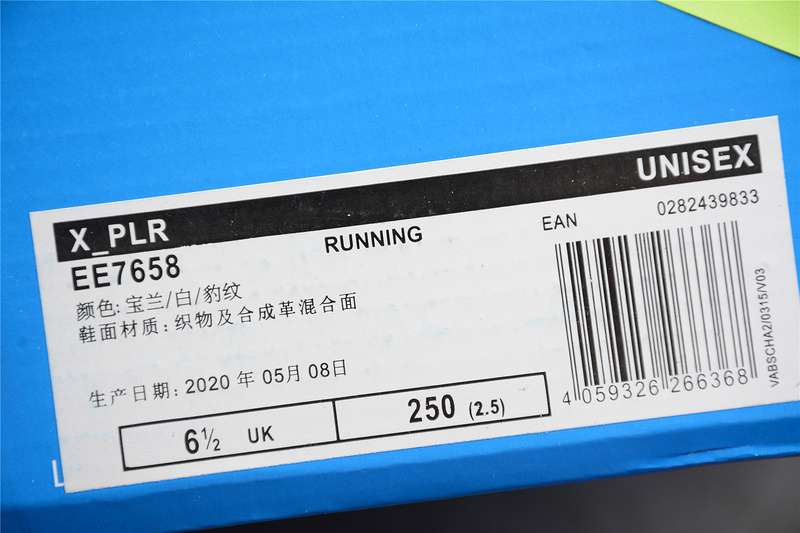 UNISEX
X_PLR
0282439833
EAN
RUNNING
EE7658
颜色: 宝兰/白/豹纹
鞋面材质: 织物及合成革混合面
生产日期: 2020 年 05月 08日
6½ UK
250 (2.5)
4 059326 266368
VABSCHA2/0315/V03
L